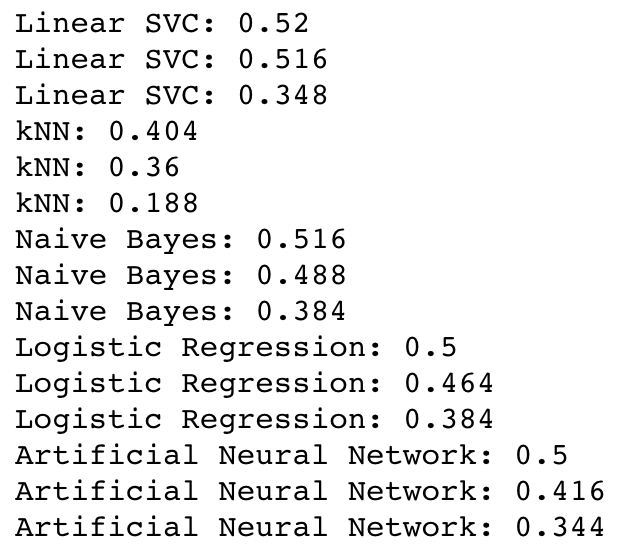 Linear SVC: 0.52
Linear SVC: 0.516
Linear SVC: 0.348
kNN: 0.404
kNN: 0.36
kNN: 0.188
Naive Bayes: 0.516
Naive Bayes: 0.488
Naive Bayes: 0.384
Logistic Regression: 0.5
Logistic Regression: 0.464
Logistic Regression: 0.384
Artificial Neural Network: 0.5
Artificial Neural Network: 0.416
Artificial Neural Network: 0.344